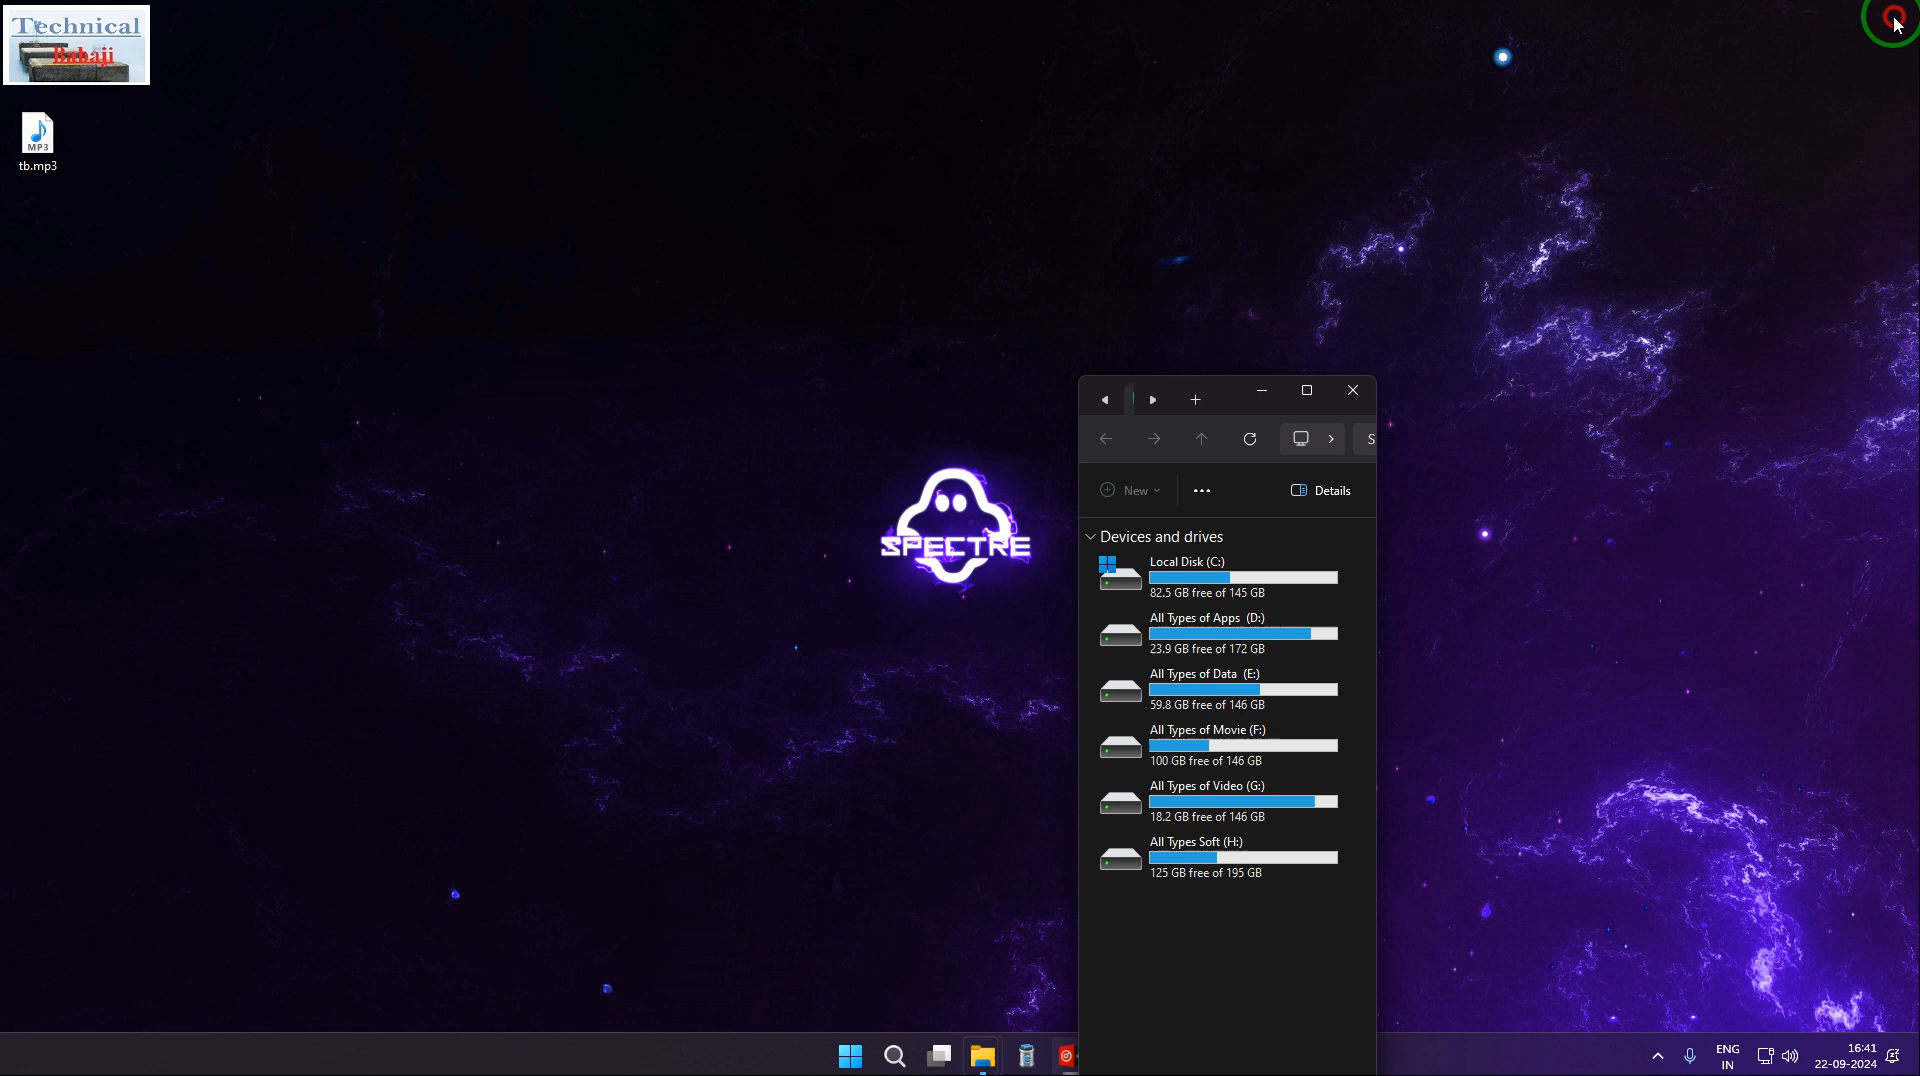 Technical
Babaji
MP3
tb.mp3
SPECTRE
S
New
Details
Devices and drives
Local Disk (C:)
82.5 GB free of 145 GB
All Types of Apps (D:)
23.9 GB free of 172 GB
All Types of Data (E:)
59.8 GB free of 146 GB
All Types of Movie (F:)
100 GB free of 146 GB
All Types of Video (G:)
18.2 GB free of 146 GB
All Types Soft (H:)
125 GB free of 195 GB
ENG
IN
16:41
22-09-2024